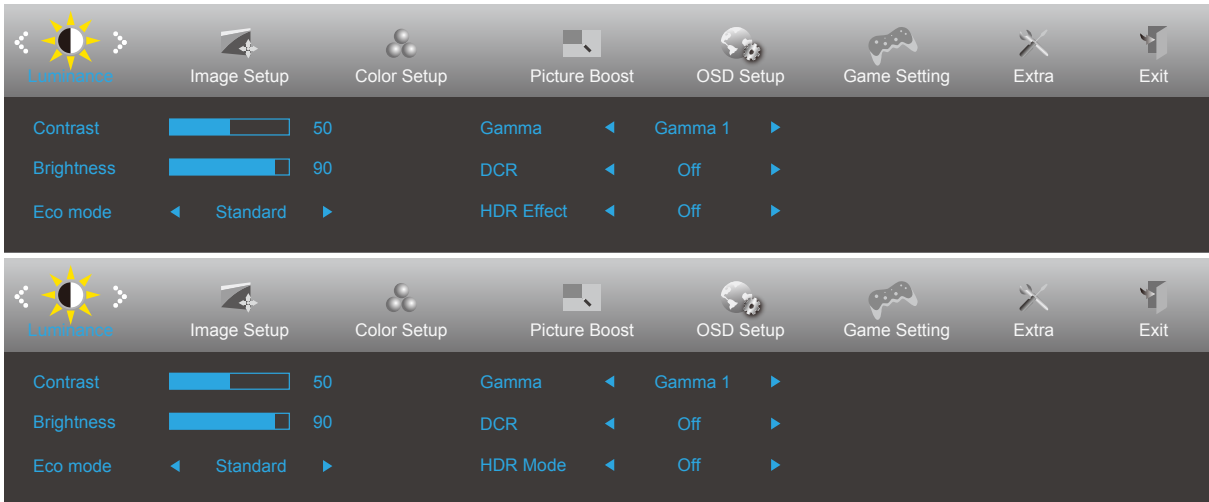 Luminance Image Setup Color Setup Picture Boost OSD Setup Game Setting Extra Exit
Contrast 50 Gamma Gamma 1
Brightness 90 DCR Off
Eco mode Standard HDR Effect Off
Luminance Image Setup Color Setup Picture Boost OSD Setup Game Setting Extra Exit
Contrast 50 Gamma Gamma 1
Brightness 90 DCR Off
Eco mode Standard HDR Mode Off